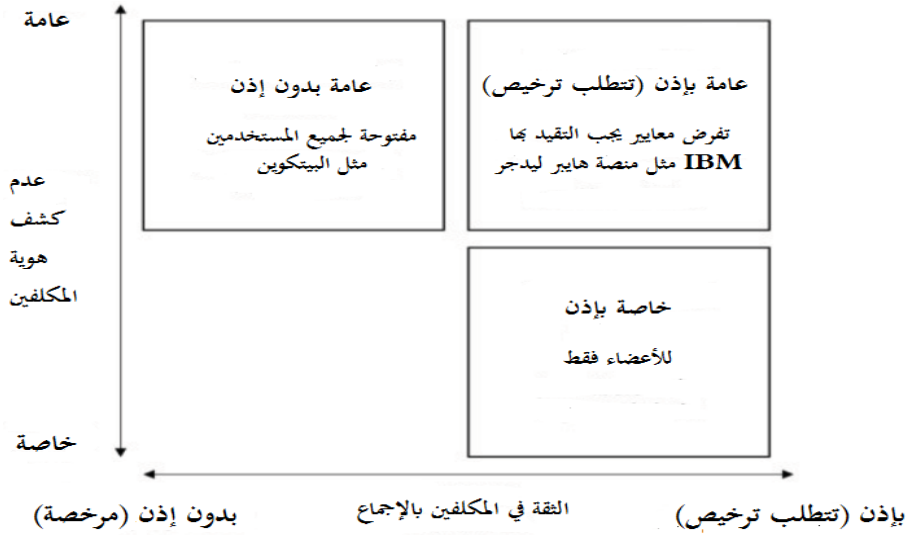 عامة
عامة بدون إذن
مفتوحة لجميع المستخدمين
مثل البيتكوين
عامة بإذن (تتطلب ترخيص)
تفرض معايير يجب التقيد بها
IBM مثل منصة هايبر ليدجر
عدم
كشف
هوية
المكلفين
خاصة بإذن
للأعضاء فقط
خاصة
بإذن (تتطلب ترخيص)
الثقة في المكلفين بالإجماع
بدون إذن (مرخصة)